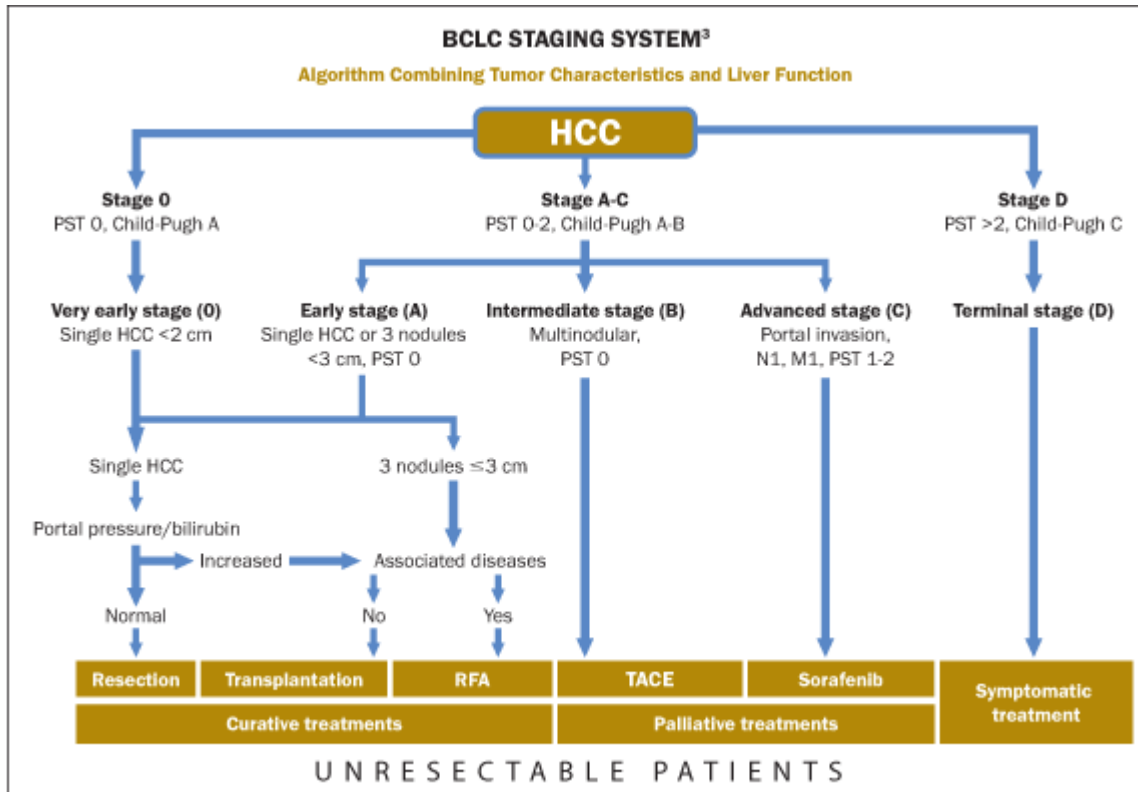 BCLC STAGING SYSTEM³
Algorithm Combining Tumor Characteristics and Liver Function
HCC
Stage 0
PST 0, Child-Pugh A
Stage A-C
PST 0-2, Child-Pugh A-B
Stage D
PST >2, Child-Pugh C
Very early stage (0)
Single HCC <2 cm
Early stage (A)
Single HCC or 3 nodules
<3 cm, PST 0
Intermediate stage (B)
Multinodular,
PST 0
Advanced stage (C)
Portal invasion,
N1, M1, PST 1-2
Terminal stage (D)
Single HCC
3 nodules ≤3 cm
Portal pressure/bilirubin
Increased
Associated diseases
Normal
No
Yes
Resection
Transplantation
RFA
TACE
Sorafenib
Symptomatic
treatment
Curative treatments
Palliative treatments
UNRESECTABLE PATIENTS